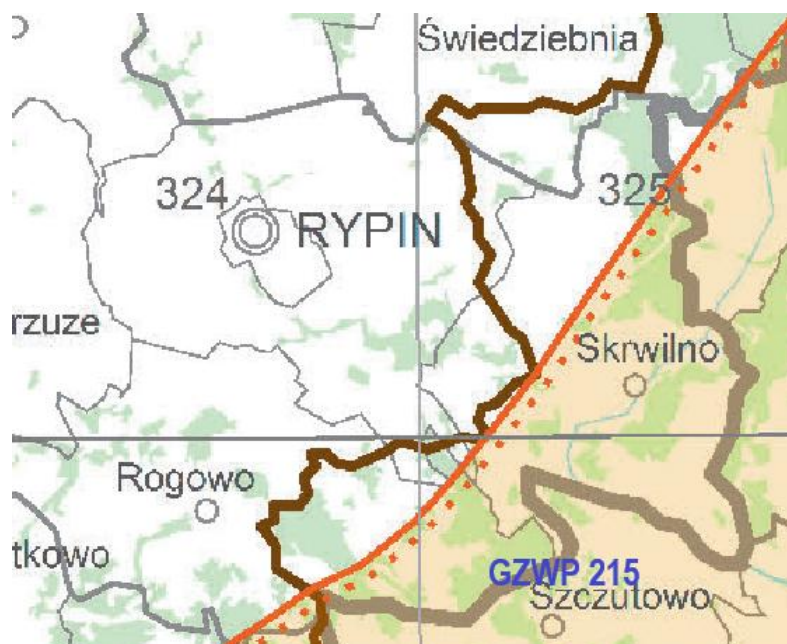 Świedziebnia
324
325
RYPIN
rzuze
Skrwilno
Rogowo
tkowo
GZWP 215
Szczutowo